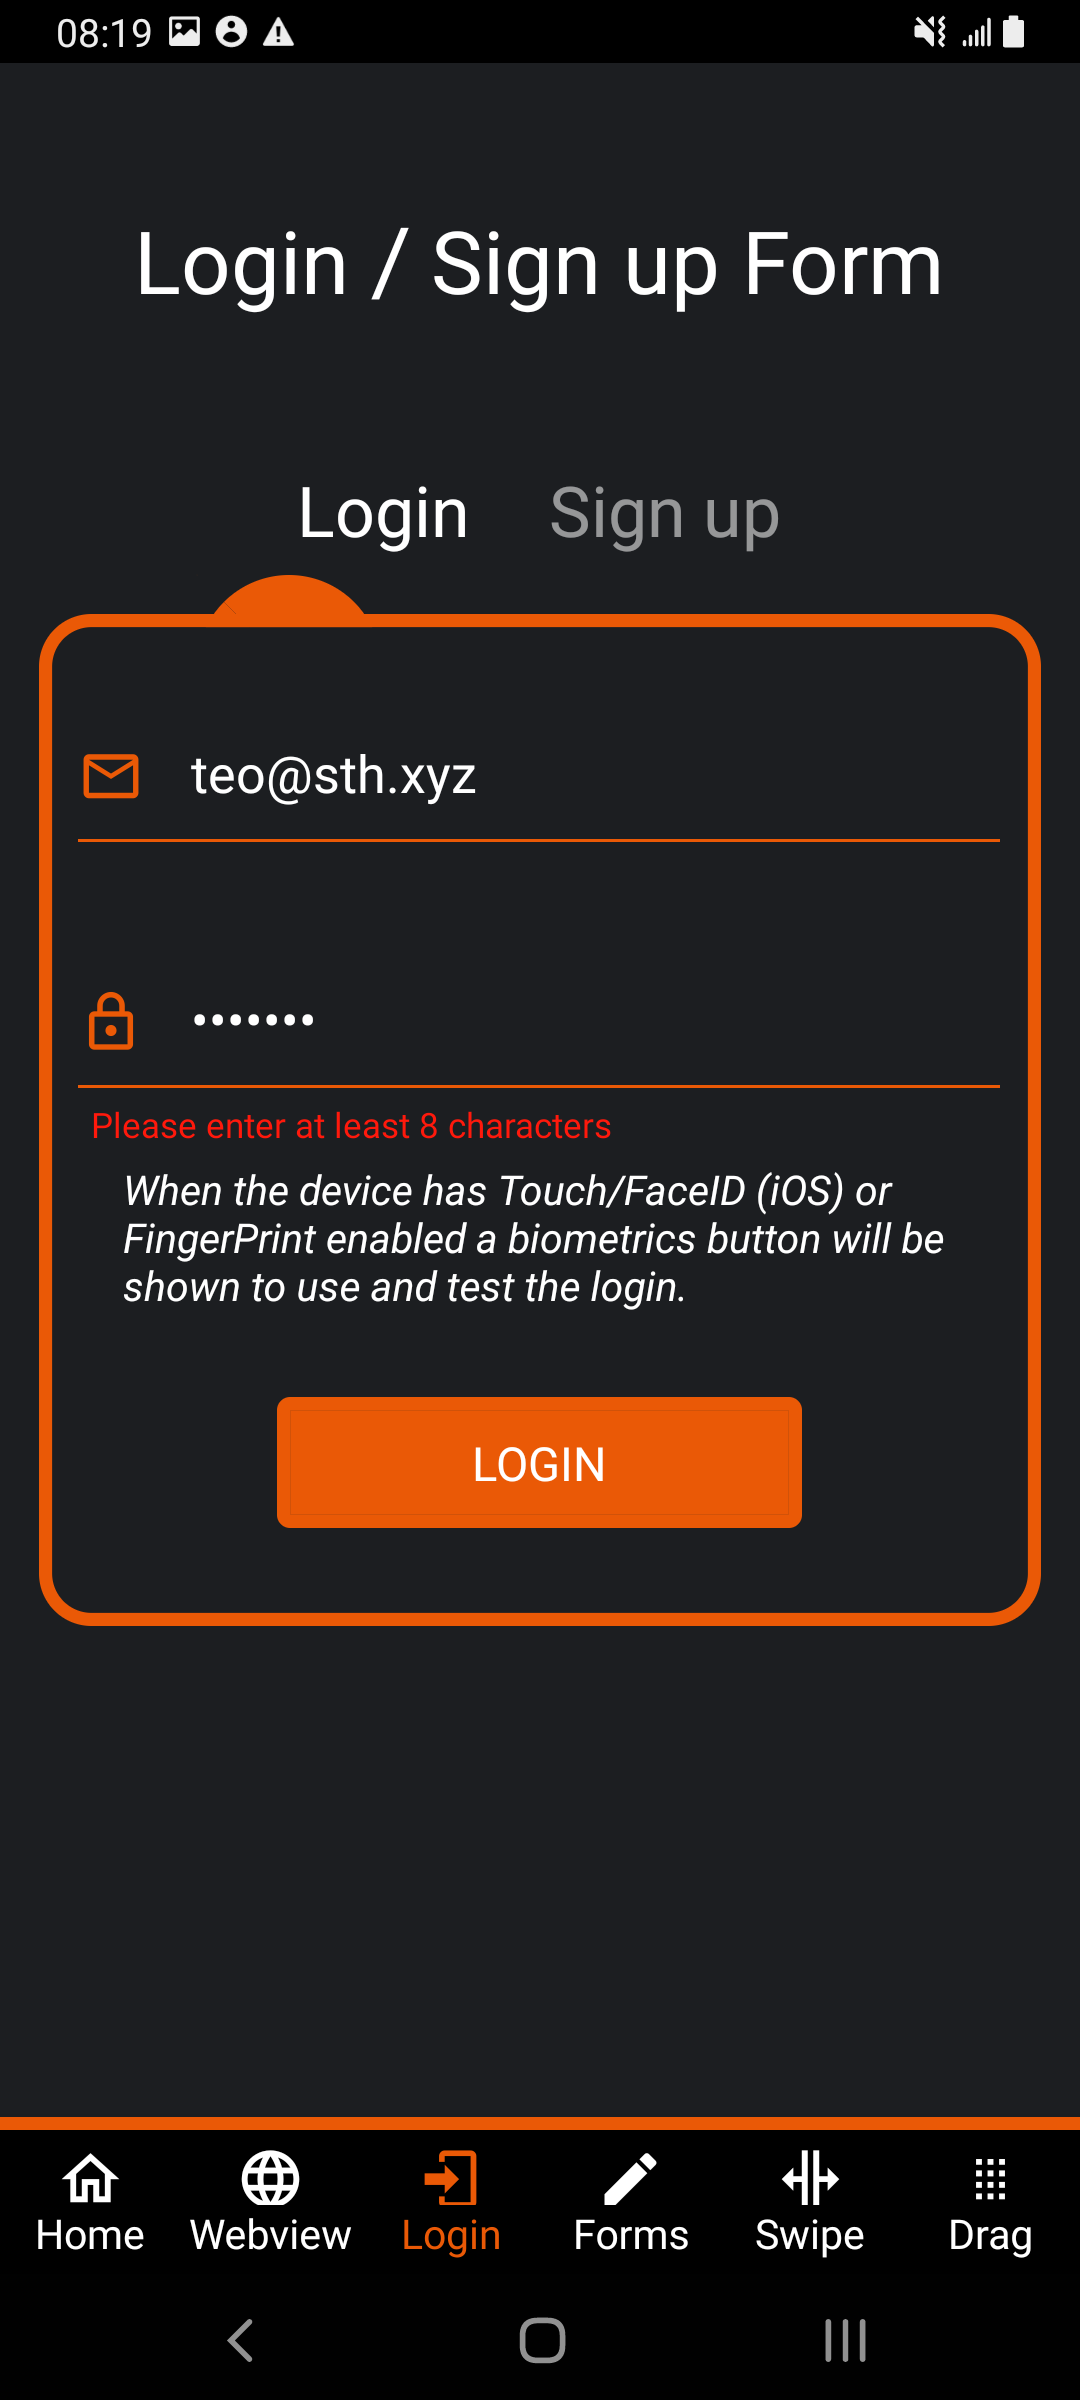 08:19
Login / Sign up Form
Login Sign up
teo@sth.xyz
•••••••
Please enter at least 8 characters
When the device has Touch/FaceID (iOS) or
FingerPrint enabled a biometrics button will be
shown to use and test the login.
LOGIN
Home Webview Login Forms Swipe Drag